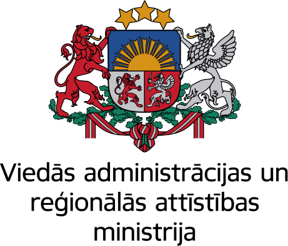 Viedās administrācijas un
reģionālās attīstības
ministrija